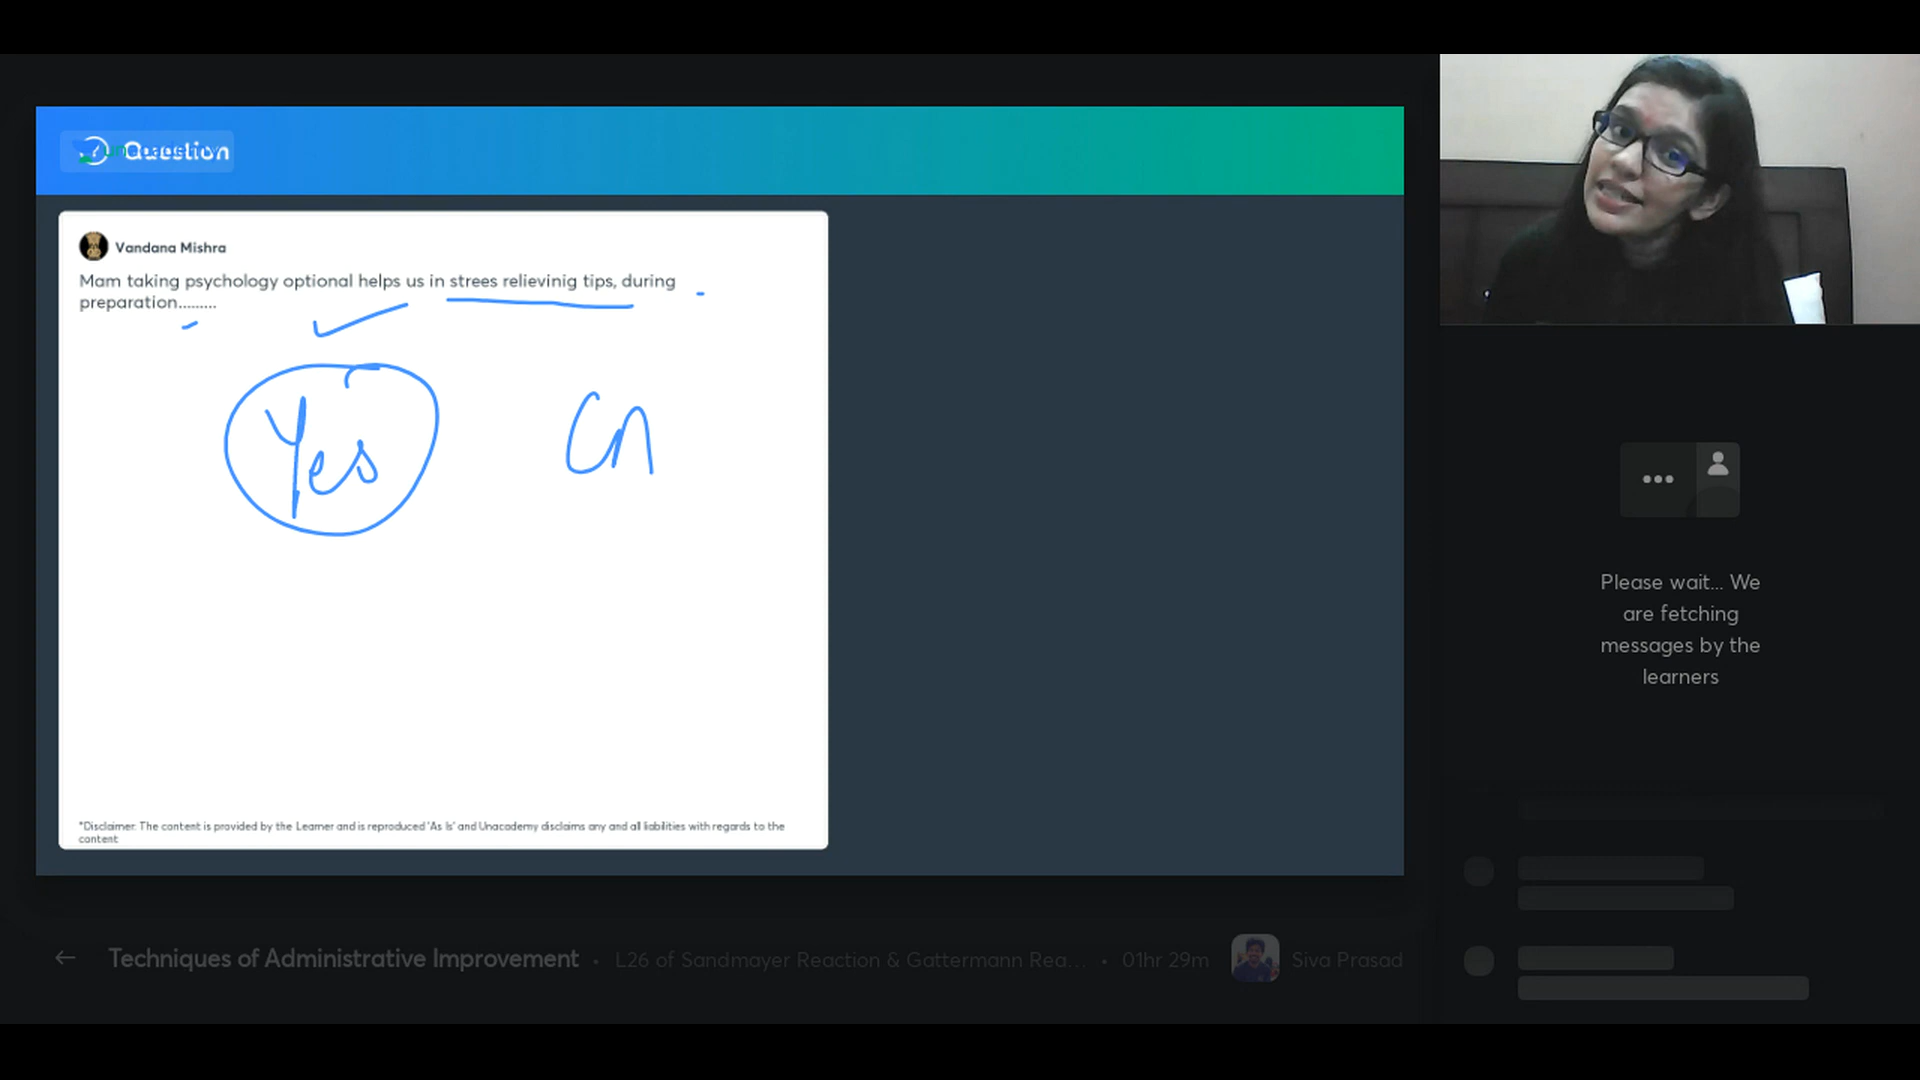 Question
Vandana Mishra
Mam taking psychology optional helps us in strees relievinig tips, during
preparation.........
Yes
*Disclaimer: The content is provided by the Learner and is reproduced 'As Is' and Unacademy disclaims any and all liabilities with regards to the
content
Please wait... We
are fetching
messages by the
learners
Techniques of Administrative Improvement • L26 of Sandmayer Reaction & Gattermann Rea... • 01hr 29m Siva Prasad